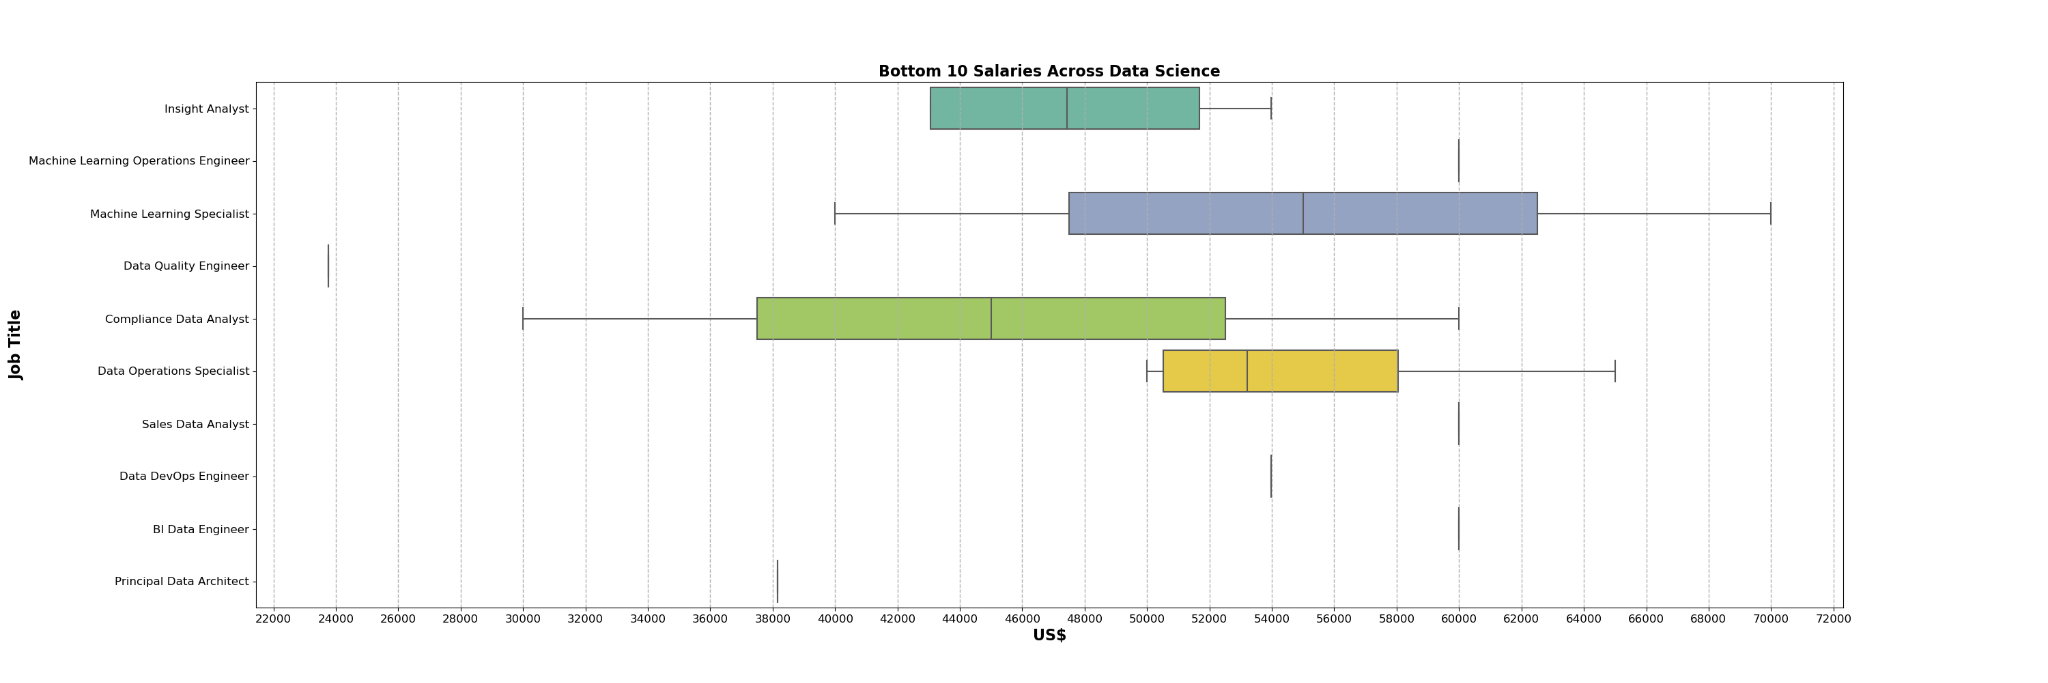 Bottom 10 Salaries Across Data Science
Job Title
Insight Analyst
Machine Learning Operations Engineer
Machine Learning Specialist
Data Quality Engineer
Compliance Data Analyst
Data Operations Specialist
Sales Data Analyst
Data DevOps Engineer
BI Data Engineer
Principal Data Architect
22000 24000 26000 28000 30000 32000 34000 36000 38000 40000 42000 44000 46000 48000 50000 52000 54000 56000 58000 60000 62000 64000 66000 68000 70000 72000
US$